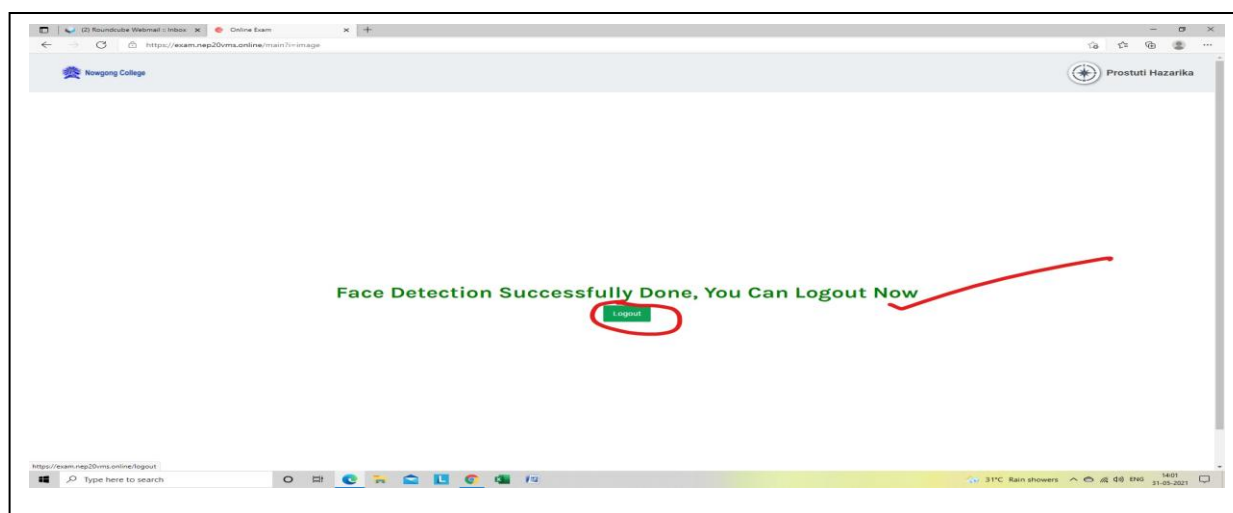 (2) Roundcube Webmail :: Inbox
Online Exam
https://exam.nep20vms.online/main?i=image
Nowgong College
Prostuti Hazarika
Face Detection Successfully Done, You Can Logout Now
Logout
https://exam.nep20vms.online/logout
Type here to search
31°C Rain showers
ENG
14:01
31-05-2021